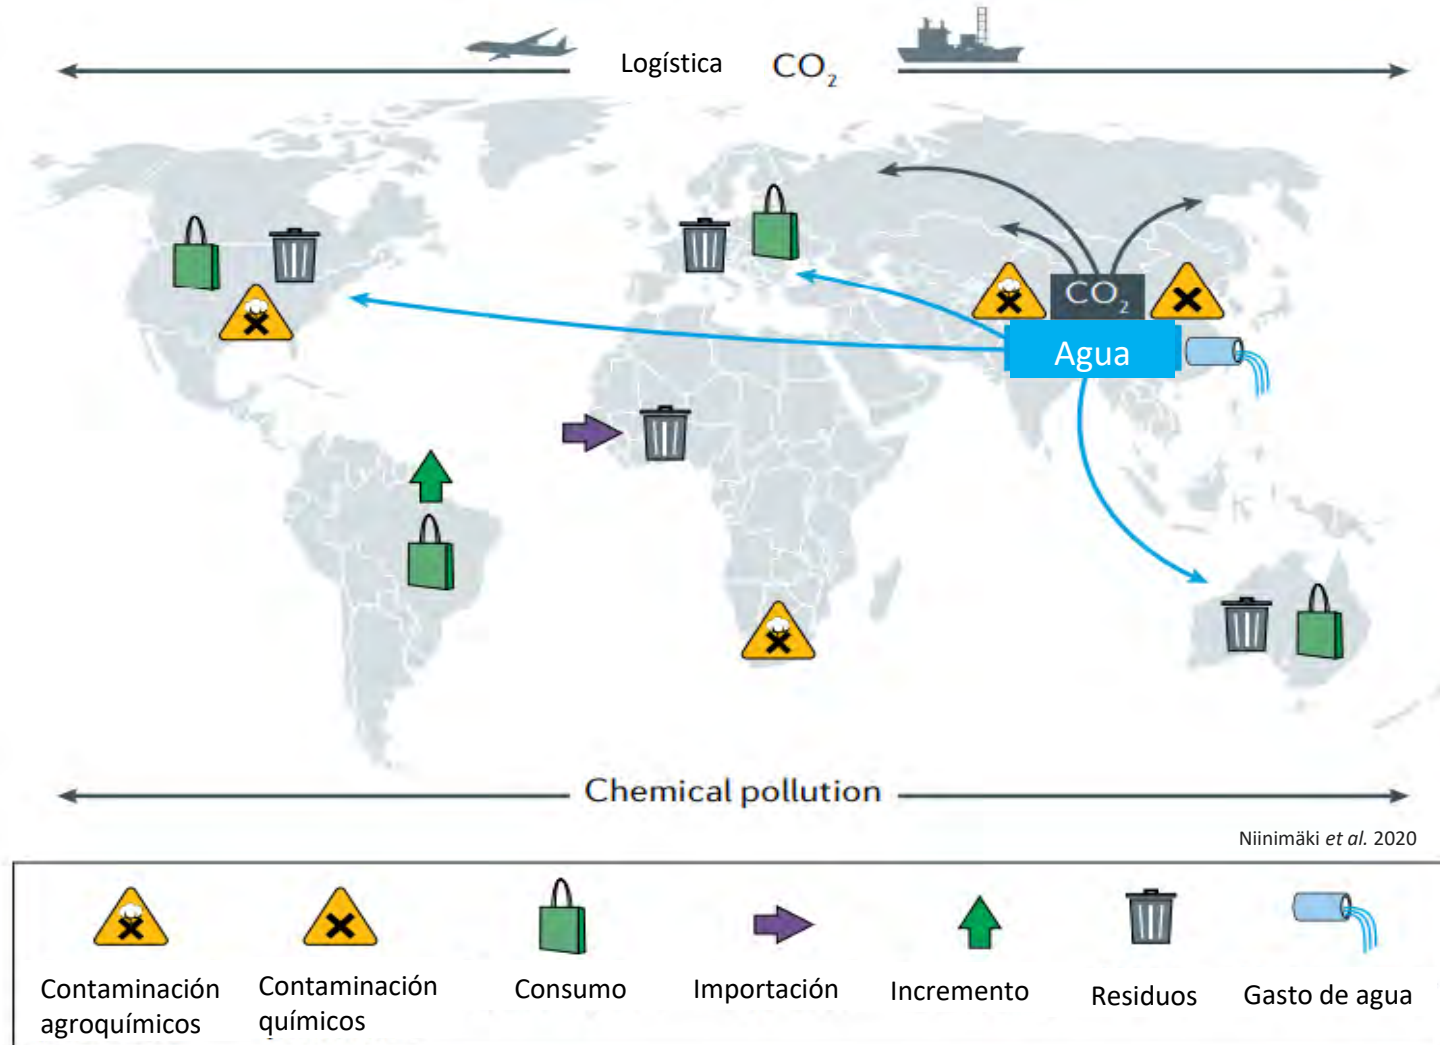 Logística CO₂
CO₂
Agua
Chemical pollution
Niinimäki et al. 2020
Contaminación
agroquímicos
Contaminación
químicos
Consumo
Importación
Incremento
Residuos
Gasto de agua